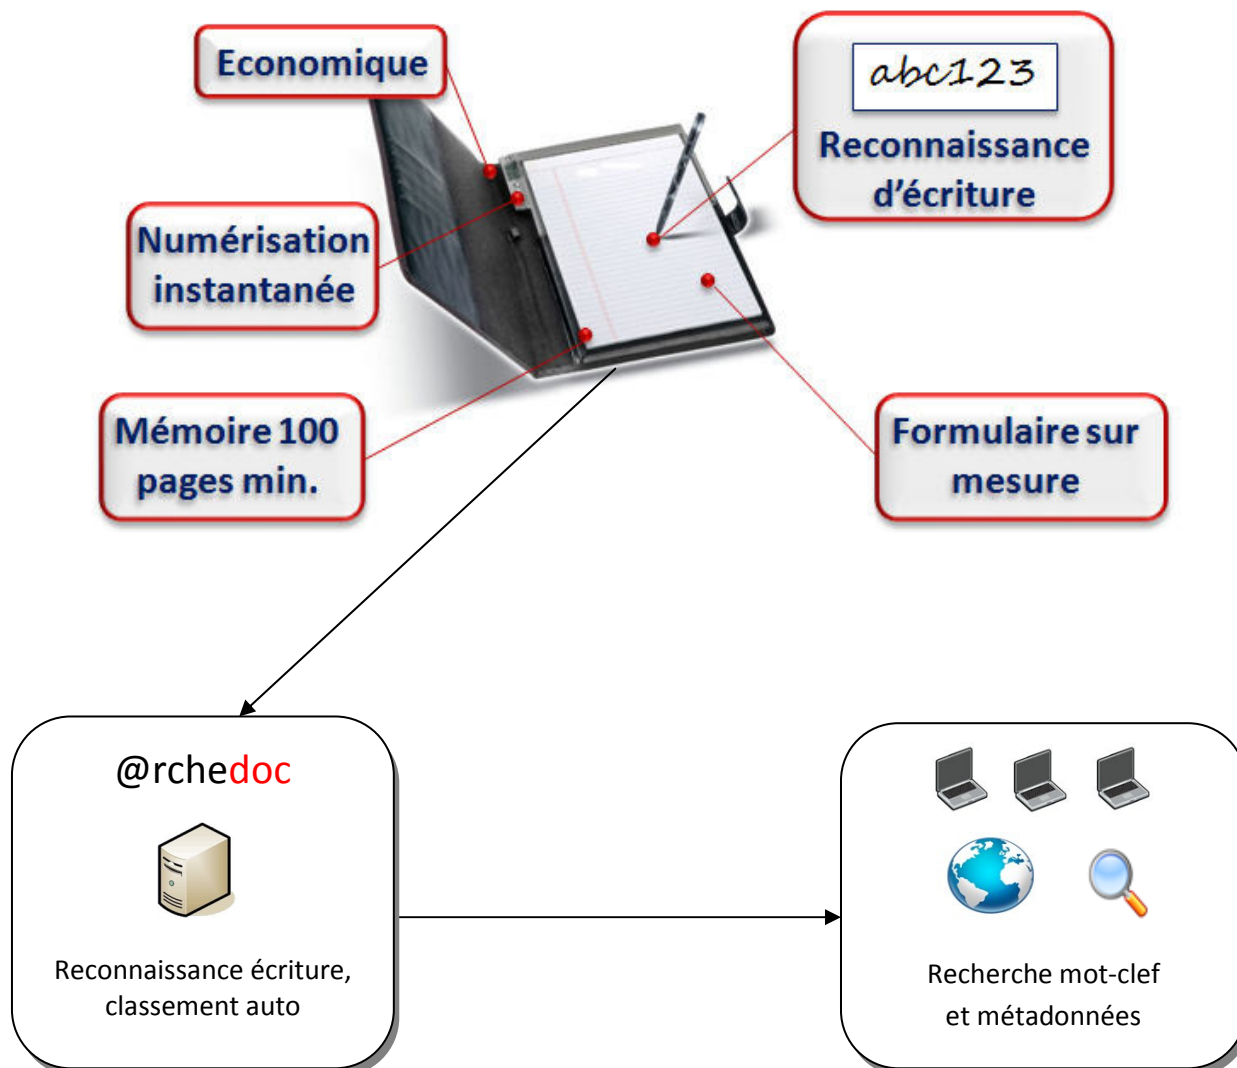 Economique
abc123
Reconnaissance
d'écriture
Numérisation
instantanée
Mémoire 100
pages min.
Formulaire sur
mesure
@rchedoc
Reconnaissance écriture,
classement auto
Recherche mot-clef
et métadonnées